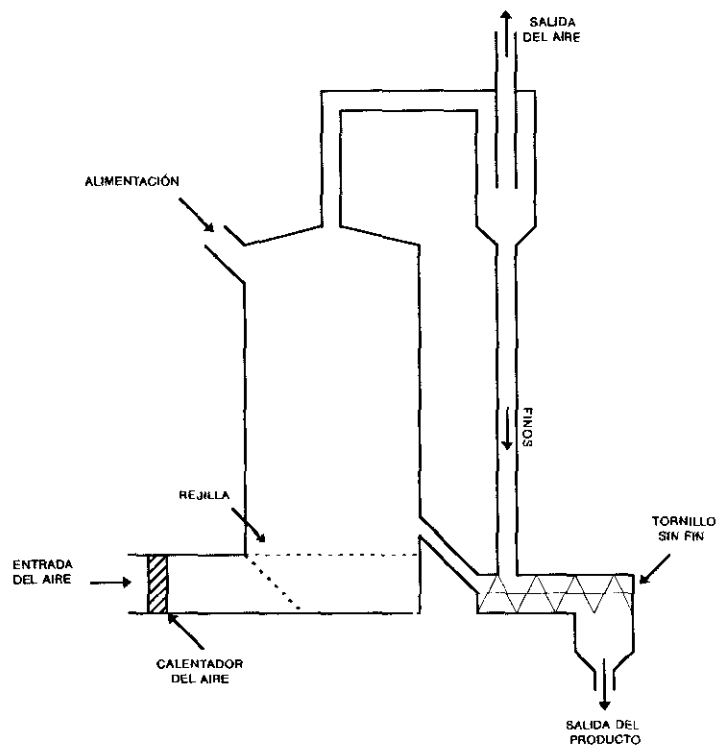 SALIDA
DEL AIRE
ALIMENTACIÓN
FINOS
REJILLA
TORNILLO
SIN FIN
ENTRADA
DEL AIRE
CALENTADOR
DEL AIRE
SALIDA DEL
PRODUCTO